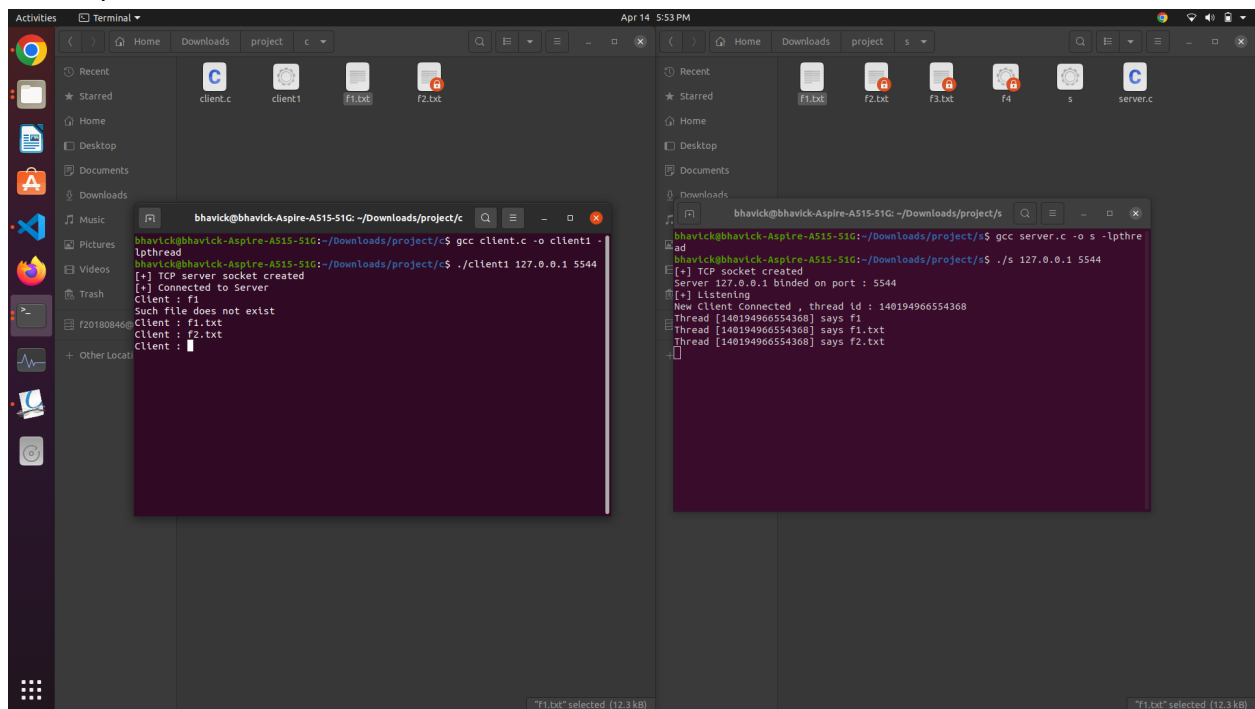 Activities
Terminal
Apr 14 5:53 PM
Home Downloads project c
Home Downloads project s
Recent
Starred
Home
Desktop
Documents
Downloads
Music
Pictures
Videos
Trash
f20180846@
+ Other Locati
client.c client1 f1.txt f2.txt
Recent
Starred
Home
Desktop
Documents
Downloads
f1.txt f2.txt f3.txt f4 s server.c
bhavick@bhavick-Aspire-A515-51G: ~/Downloads/project/c
bhavick@bhavick-Aspire-A515-51G:~/Downloads/project/c$ gcc client.c -o client1 -
lpthread
bhavick@bhavick-Aspire-A515-51G:~/Downloads/project/c$ ./client1 127.0.0.1 5544
[+] TCP server socket created
[+] Connected to Server
Client : f1
Such file does not exist
Client : f1.txt
Client : f2.txt
Client :
bhavick@bhavick-Aspire-A515-51G: ~/Downloads/project/s
bhavick@bhavick-Aspire-A515-51G:~/Downloads/project/s$ gcc server.c -o s -lpthre
ad
bhavick@bhavick-Aspire-A515-51G:~/Downloads/project/s$ ./s 127.0.0.1 5544
[+] TCP socket created
Server 127.0.0.1 binded on port : 5544
[+] Listening
New Client Connected , thread id : 140194966554368
Thread [140194966554368] says f1
Thread [140194966554368] says f1.txt
Thread [140194966554368] says f2.txt
"f1.txt" selected (12.3 kB)
"f1.txt" selected (12.3 kB)